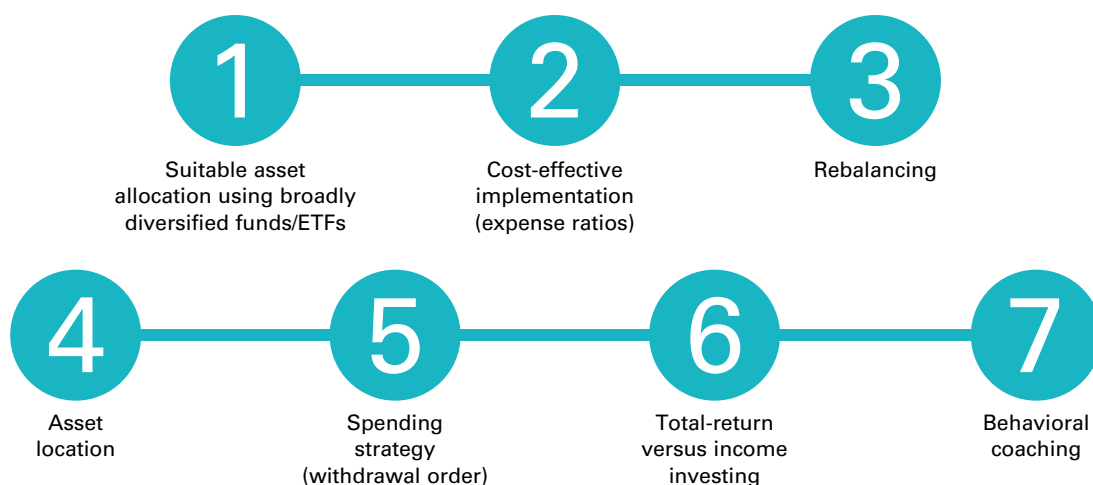 1
2
3
Suitable asset
allocation using broadly
diversified funds/ETFs
Cost-effective
implementation
(expense ratios)
Rebalancing
4
5
6
7
Asset
location
Spending
strategy
(withdrawal order)
Total-return
versus income
investing
Behavioral
coaching